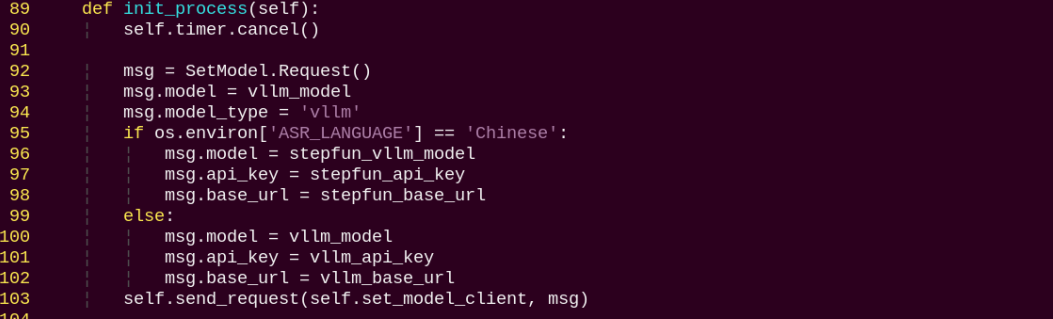 89 def init_process(self):
90 self.timer.cancel()
91
92 msg = SetModel.Request()
93 msg.model = vllm_model
94 msg.model_type = 'vllm'
95 if os.environ['ASR_LANGUAGE'] == 'Chinese':
96 msg.model = stepfun_vllm_model
97 msg.api_key = stepfun_api_key
98 msg.base_url = stepfun_base_url
99 else:
100 msg.model = vllm_model
101 msg.api_key = vllm_api_key
102 msg.base_url = vllm_base_url
103 self.send_request(self.set_model_client, msg)
104